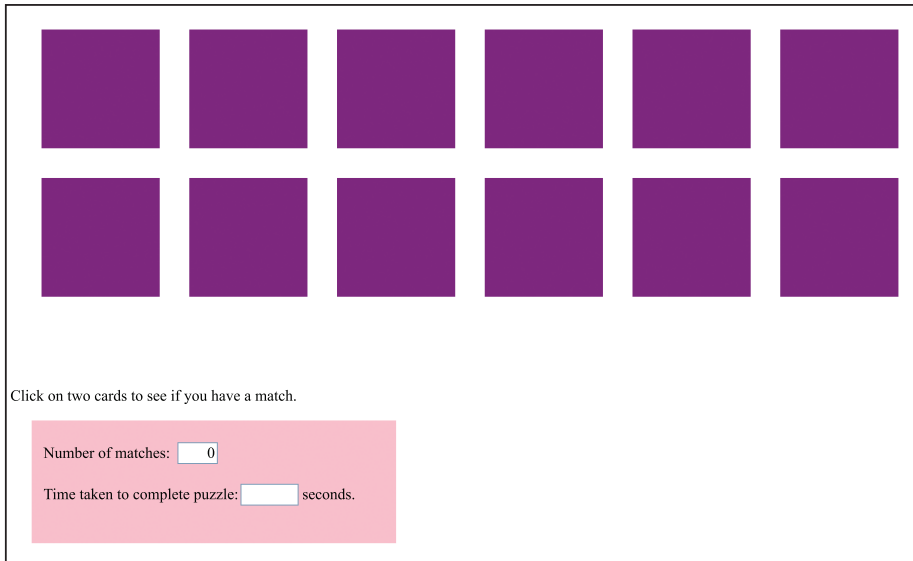 Click on two cards to see if you have a match.
Number of matches: 0
Time taken to complete puzzle: seconds.